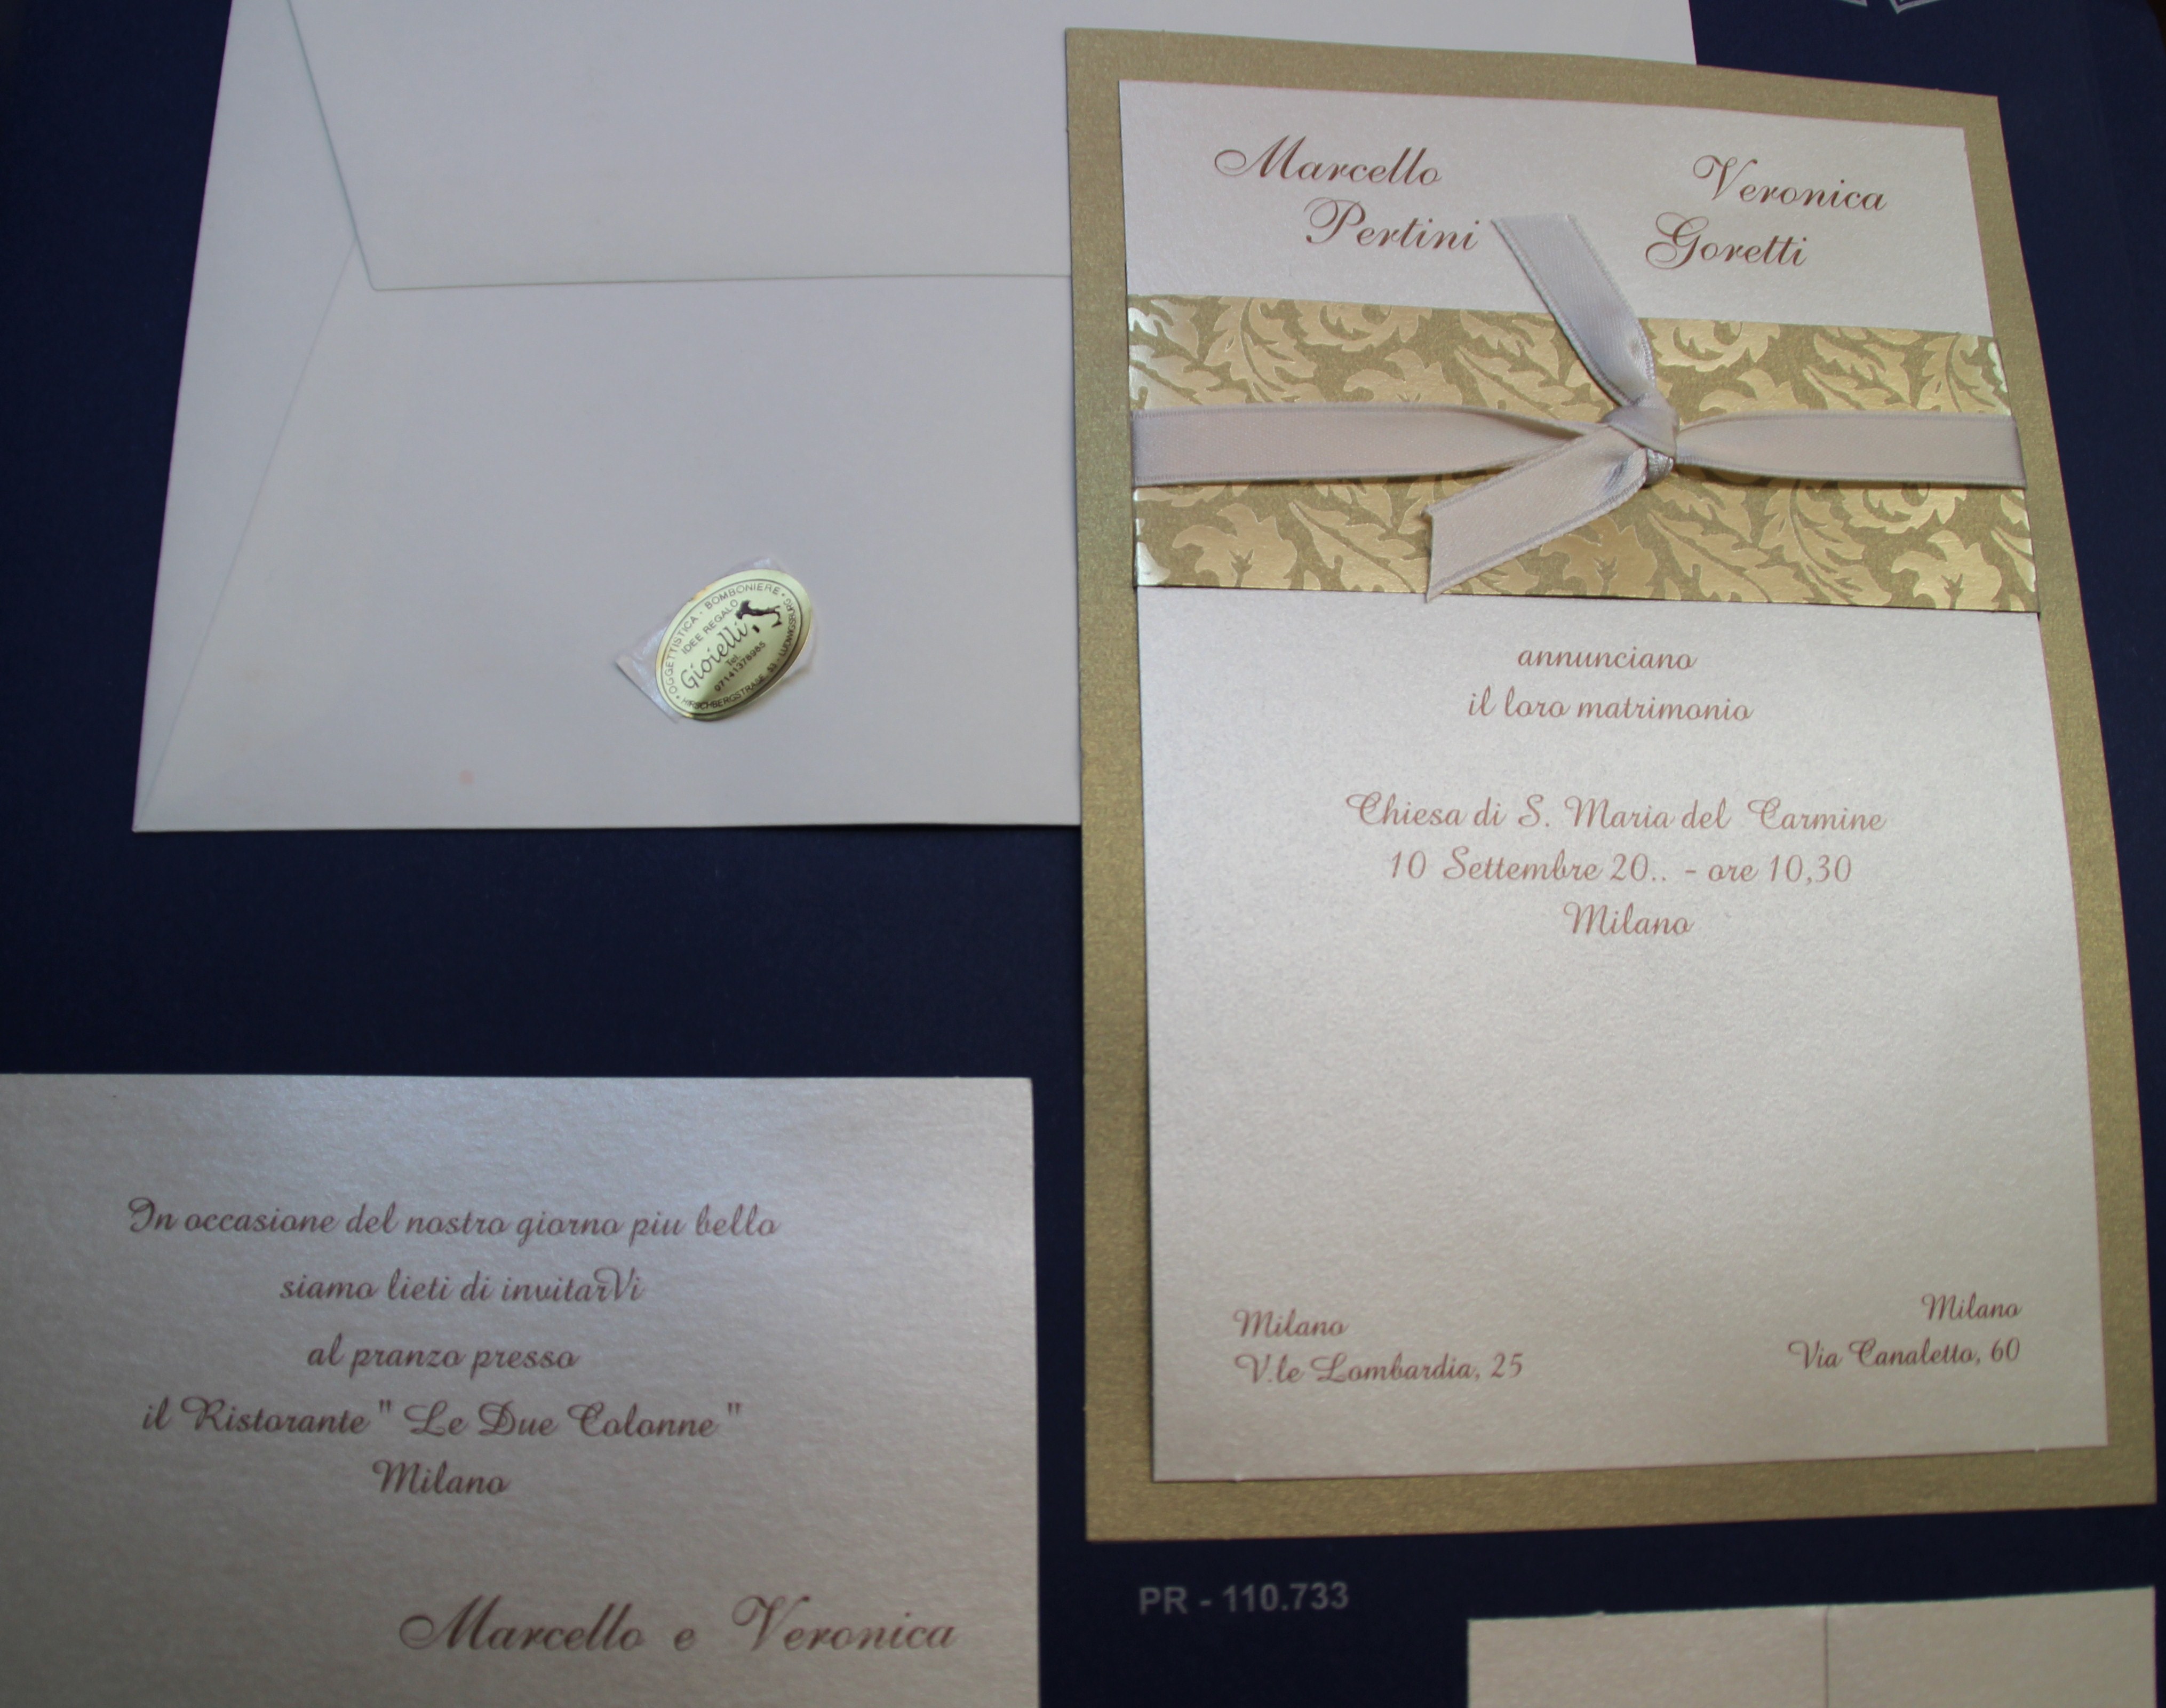 Marcello
Pertini
Veronica
Goretti
annunciano
il loro matrimonio
Chiesa di S. Maria del Carmine
10 Settembre 20.. - ore 10,30
Milano
Milano
V.le Lombardia, 25
Milano
Via Canaletto, 60
OGGETTISTICA · BOMBONIERE
IDEE REGALO
Gioielli
Tel.
07141378985
HIRSCHBERGSTRASE 53 - LUDWIGSBURG
In occasione del nostro giorno piu bello
siamo lieti di invitarVi
al pranzo presso
il Ristorante " Le Due Colonne "
Milano
Marcello e Veronica
PR - 110.733